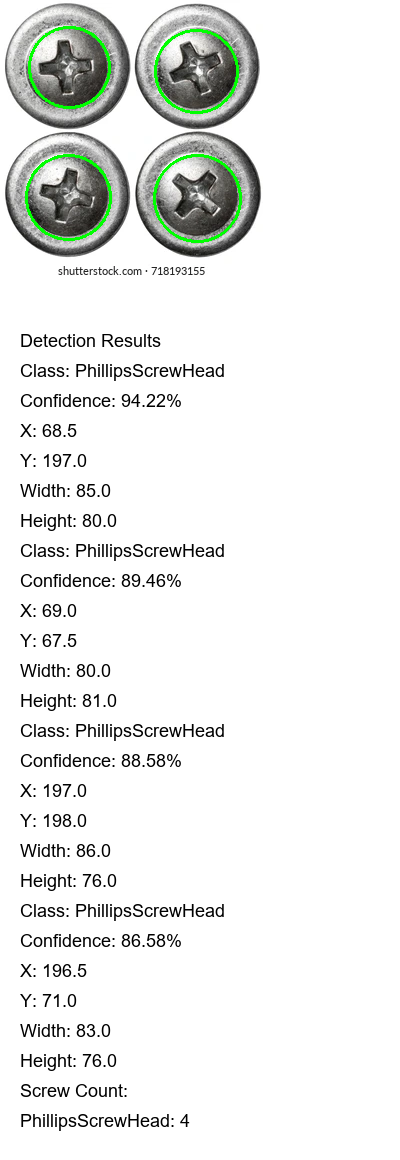 shutterstock.com · 718193155
Detection Results
Class: PhillipsScrewHead
Confidence: 94.22%
X: 68.5
Y: 197.0
Width: 85.0
Height: 80.0
Class: PhillipsScrewHead
Confidence: 89.46%
X: 69.0
Y: 67.5
Width: 80.0
Height: 81.0
Class: PhillipsScrewHead
Confidence: 88.58%
X: 197.0
Y: 198.0
Width: 86.0
Height: 76.0
Class: PhillipsScrewHead
Confidence: 86.58%
X: 196.5
Y: 71.0
Width: 83.0
Height: 76.0
Screw Count:
PhillipsScrewHead: 4